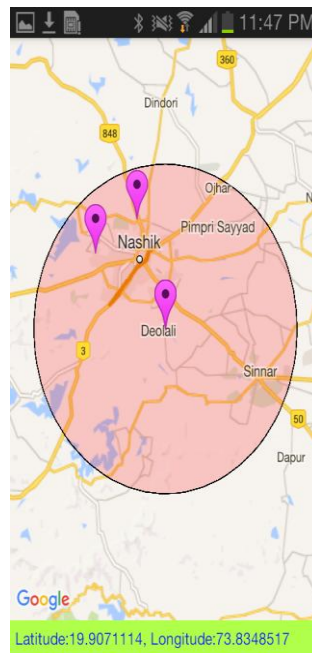 11:47 PM
360
Dindori
848
Ojhar
N
Pimpri Sayyad
Nashik
Deolali
3
Sinnar
50
Dapur
Google
Latitude:19.9071114, Longitude:73.8348517